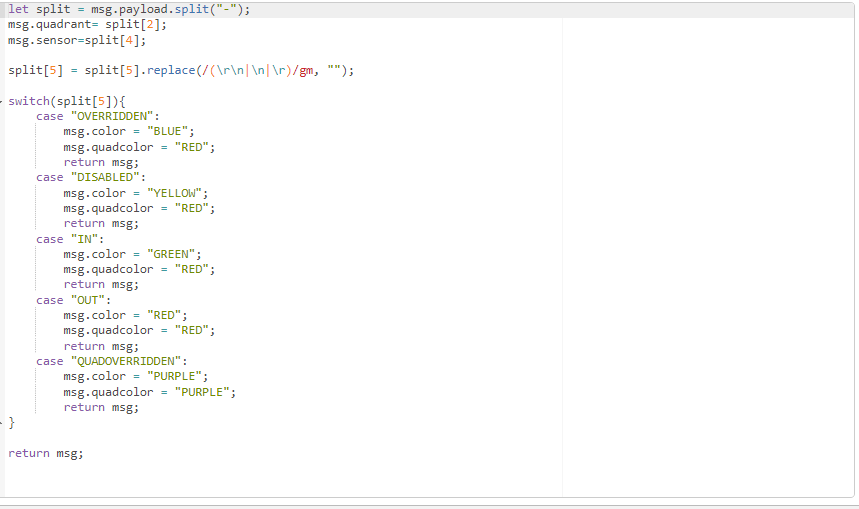 let split = msg.payload.split("-");
msg.quadrant= split[2];
msg.sensor=split[4];
split[5] = split[5].replace(/(\r\n|\n|\r)/gm, "");
switch(split[5]){
case "OVERRIDDEN":
msg.color = "BLUE";
msg.quadcolor = "RED";
return msg;
case "DISABLED":
msg.color = "YELLOW";
msg.quadcolor = "RED";
return msg;
case "IN":
msg.color = "GREEN";
msg.quadcolor = "RED";
return msg;
case "OUT":
msg.color = "RED";
msg.quadcolor = "RED";
return msg;
case "QUADOVERRIDDEN":
msg.color = "PURPLE";
msg.quadcolor = "PURPLE";
return msg;
}
return msg;